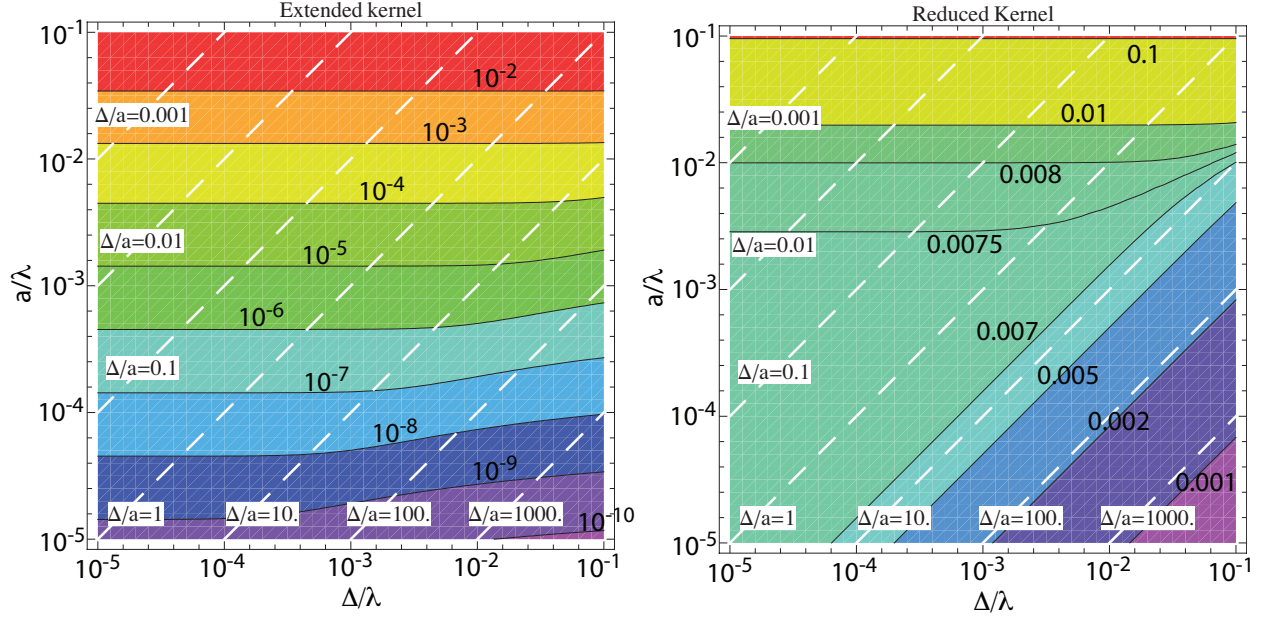 Extended kernel
10⁻¹
10⁻²
Δ/a=0.001
10⁻³
10⁻²
10⁻⁴
Δ/a=0.01
10⁻⁵
a/λ
10⁻³
10⁻⁶
Δ/a=0.1
10⁻⁷
10⁻⁴
10⁻⁸
10⁻⁹
Δ/a=1
Δ/a=10.
Δ/a=100.
Δ/a=1000.
10⁻¹⁰
10⁻⁵
10⁻⁵
10⁻⁴
10⁻³
10⁻²
10⁻¹
Δ/λ
Reduced Kernel
10⁻¹
0.1
Δ/a=0.001
0.01
10⁻²
0.008
Δ/a=0.01
0.0075
a/λ
10⁻³
0.007
Δ/a=0.1
0.005
10⁻⁴
0.002
0.001
Δ/a=1
Δ/a=10.
Δ/a=100.
Δ/a=1000.
10⁻⁵
10⁻⁵
10⁻⁴
10⁻³
10⁻²
10⁻¹
Δ/λ